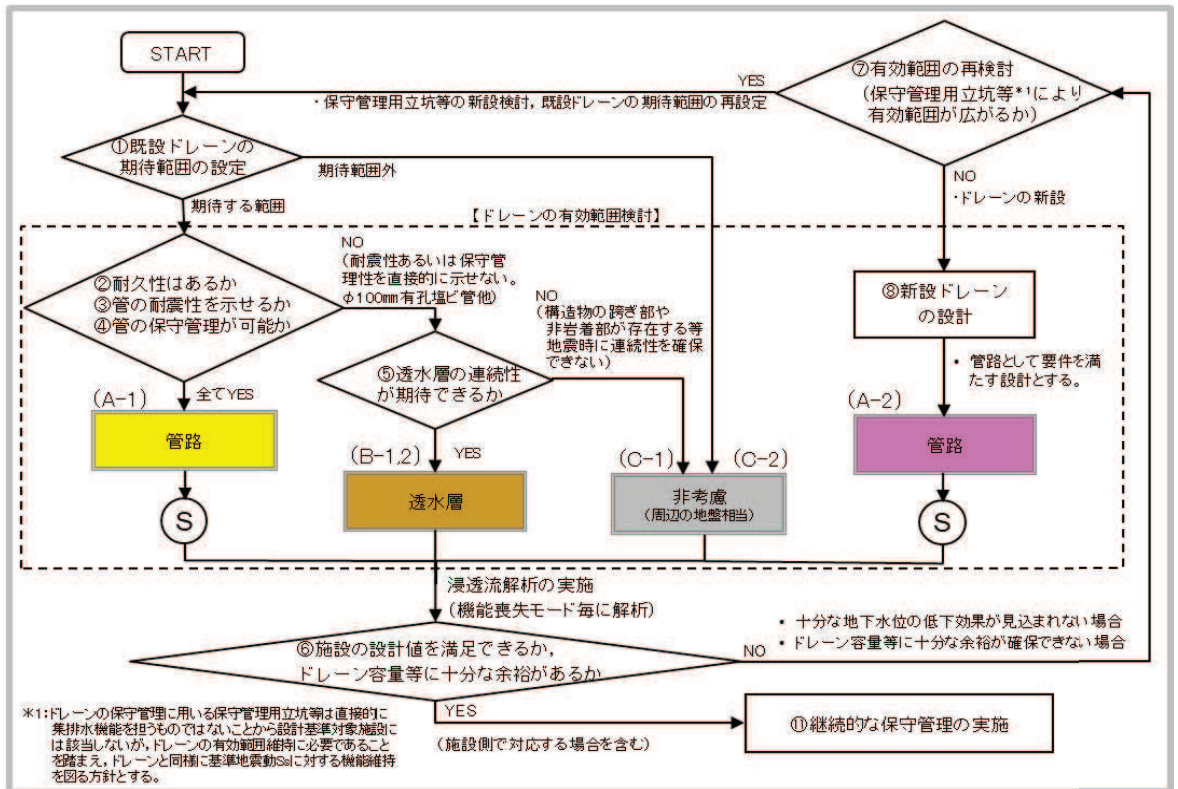 START
YES
・保守管理用立坑等の新設検討,既設ドレーンの期待範囲の再設定
⑦有効範囲の再検討
(保守管理用立坑等*1により
有効範囲が広がるか)
①既設ドレーンの
期待範囲の設定
期待範囲外
期待する範囲
NO
・ドレーンの新設
【ドレーンの有効範囲検討】
②耐久性はあるか
③管の耐震性を示せるか
④管の保守管理が可能か
NO
(耐震性あるいは保守管
理性を直接的に示せない。
φ100mm有孔塩ビ管他)
NO
(構造物の跨ぎ部や
非岩着部が存在する等
地震時に連続性を確保
できない)
⑤透水層の連続性
が期待できるか
⑧新設ドレーン
の設計
• 管路として要件を満
たす設計とする。
(A-1)
全てYES
管路
(B-1,2)
YES
透水層
(C-1)
(C-2)
非考慮
(周辺の地盤相当)
(A-2)
管路
S
S
浸透流解析の実施
(機能喪失モード毎に解析)
⑥施設の設計値を満足できるか,
ドレーン容量等に十分な余裕があるか
NO
• 十分な地下水位の低下効果が見込まれない場合
• ドレーン容量等に十分な余裕が確保できない場合
YES
(施設側で対応する場合を含む)
⑪継続的な保守管理の実施
*1:ドレーンの保守管理に用いる保守管理用立坑等は直接的に
集排水機能を担うものではないことから設計基準対象施設に
は該当しないが,ドレーンの有効範囲維持に必要であること
を踏まえ,ドレーンと同様に基準地震動Ssに対する機能維持
を図る方針とする。